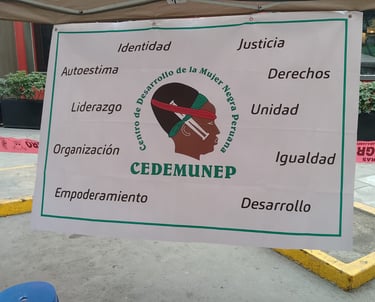 Identidad
Justicia
Autoestima
Derechos
Liderazgo
Unidad
Centro de Desarrollo de la Mujer Negra Peruana
Organización
Igualdad
CEDEMUNEP
Empoderamiento
Desarrollo